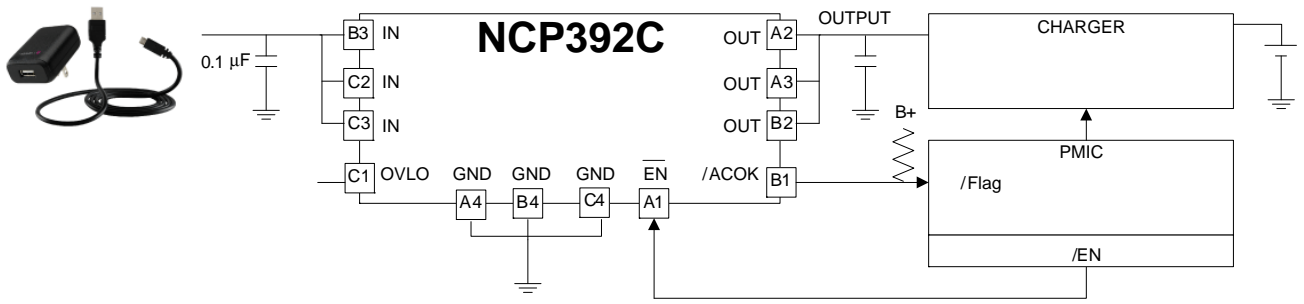 NCP392C
B3 IN
C2 IN
C3 IN
C1 OVLO
0.1 μF
GND GND GND EN
A4 B4 C4 A1
OUT A2
OUT A3
OUT B2
/ACOK B1
OUTPUT
CHARGER
B+
PMIC
/Flag
/EN